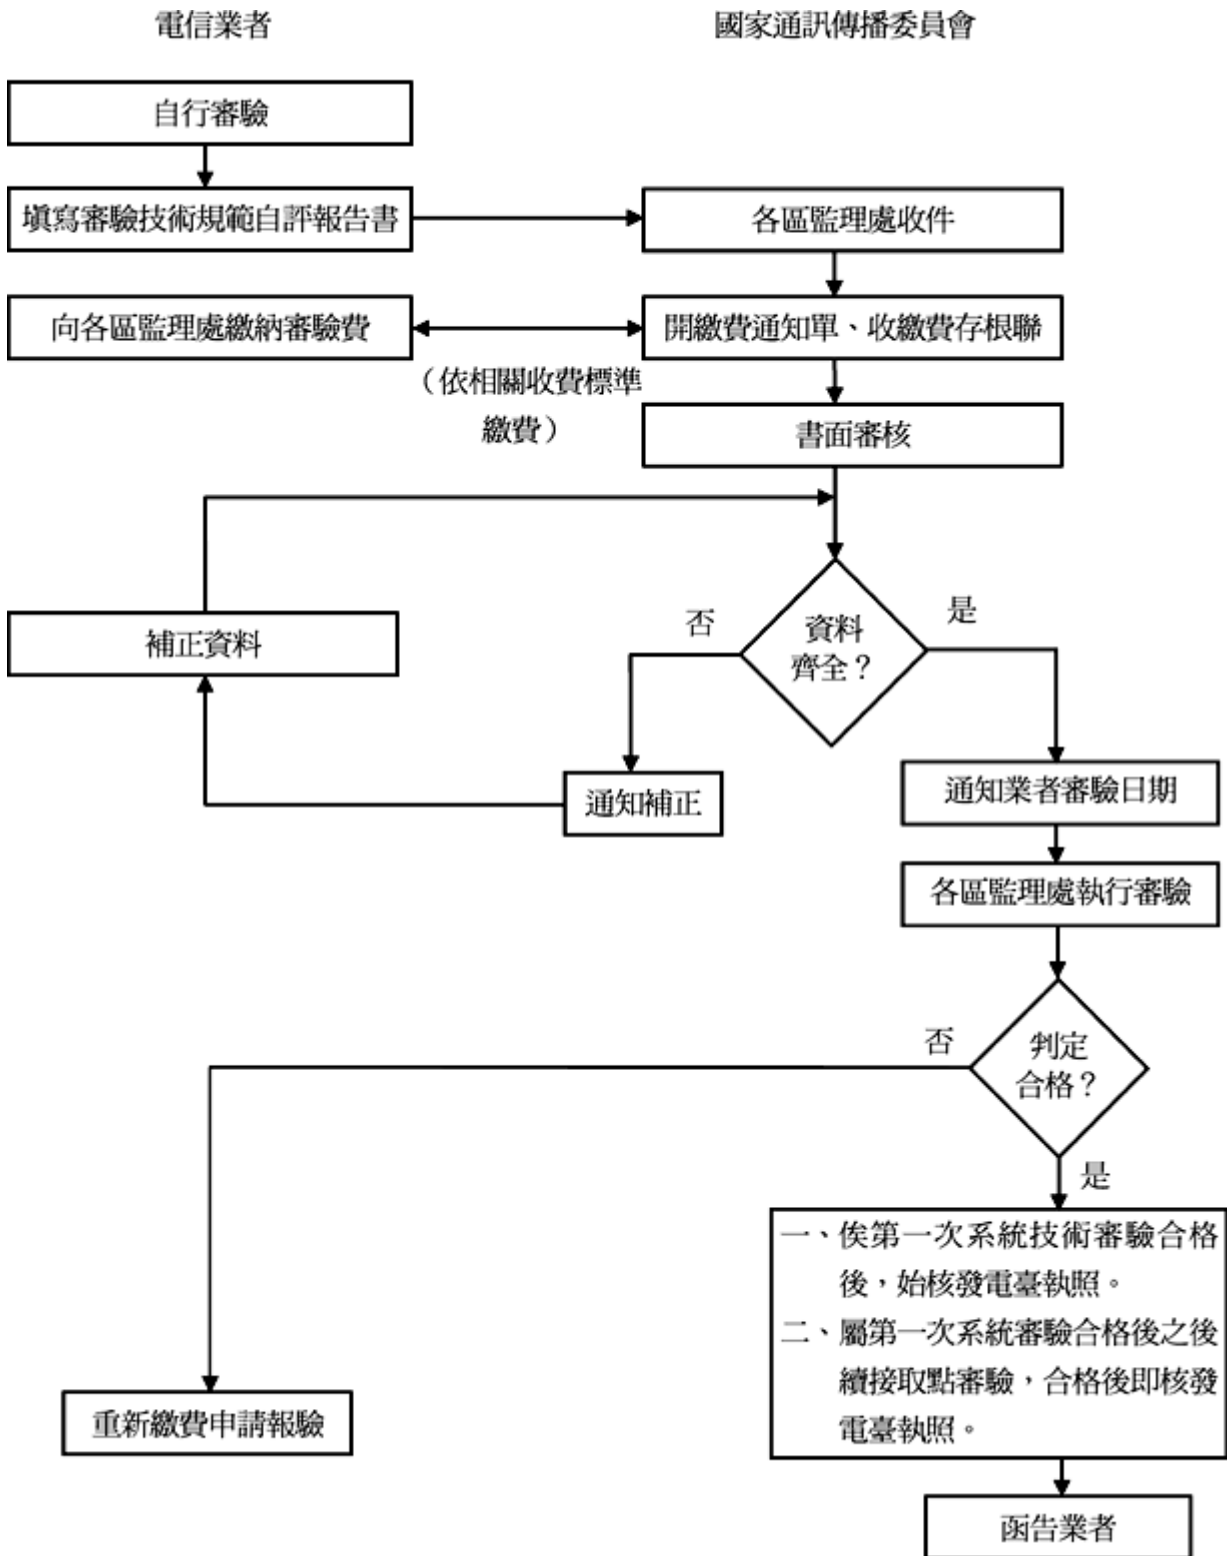 電信業者
國家通訊傳播委員會
自行審驗
填寫審驗技術規範自評報告書
各區監理處收件
向各區監理處繳納審驗費
開繳費通知單、收繳費存根聯
（依相關收費標準
繳費）
書面審核
否
是
資料
齊全？
補正資料
通知補正
通知業者審驗日期
各區監理處執行審驗
否
判定
合格？
是
一、俟第一次系統技術審驗合格
後，始核發電臺執照。
二、屬第一次系統審驗合格後之後
續接取點審驗，合格後即核發
電臺執照。
重新繳費申請報驗
函告業者